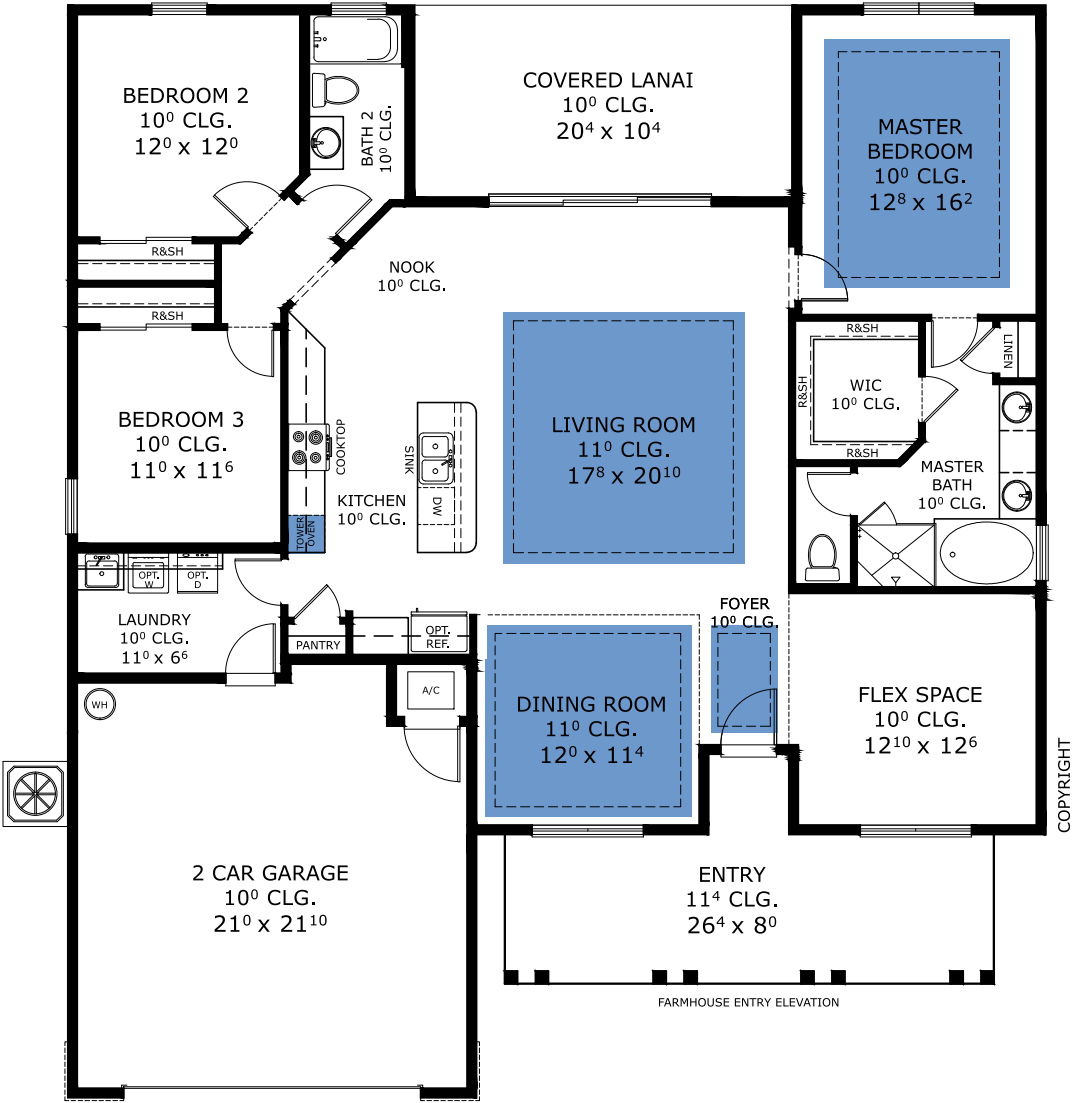 BEDROOM 2
10⁰ CLG.
12⁰ x 12⁰
BATH 2
10⁰ CLG.
COVERED LANAI
10⁰ CLG.
20⁴ x 10⁴
MASTER
BEDROOM
10⁰ CLG.
12⁸ x 16²
R&SH
R&SH
NOOK
10⁰ CLG.
BEDROOM 3
10⁰ CLG.
11⁰ x 11⁶
COOKTOP
KITCHEN
10⁰ CLG.
TOWER
OVEN
SINK
DW
LIVING ROOM
11⁰ CLG.
17⁸ x 20¹⁰
R&SH
R&SH
WIC
10⁰ CLG.
R&SH
LINEN
MASTER
BATH
10⁰ CLG.
OPT.
W
OPT.
D
LAUNDRY
10⁰ CLG.
11⁰ x 6⁶
PANTRY
OPT.
REF.
FOYER
10⁰ CLG.
WH
A/C
DINING ROOM
11⁰ CLG.
12⁰ x 11⁴
FLEX SPACE
10⁰ CLG.
12¹⁰ x 12⁶
COPYRIGHT
2 CAR GARAGE
10⁰ CLG.
21⁰ x 21¹⁰
ENTRY
11⁴ CLG.
26⁴ x 8⁰
FARMHOUSE ENTRY ELEVATION